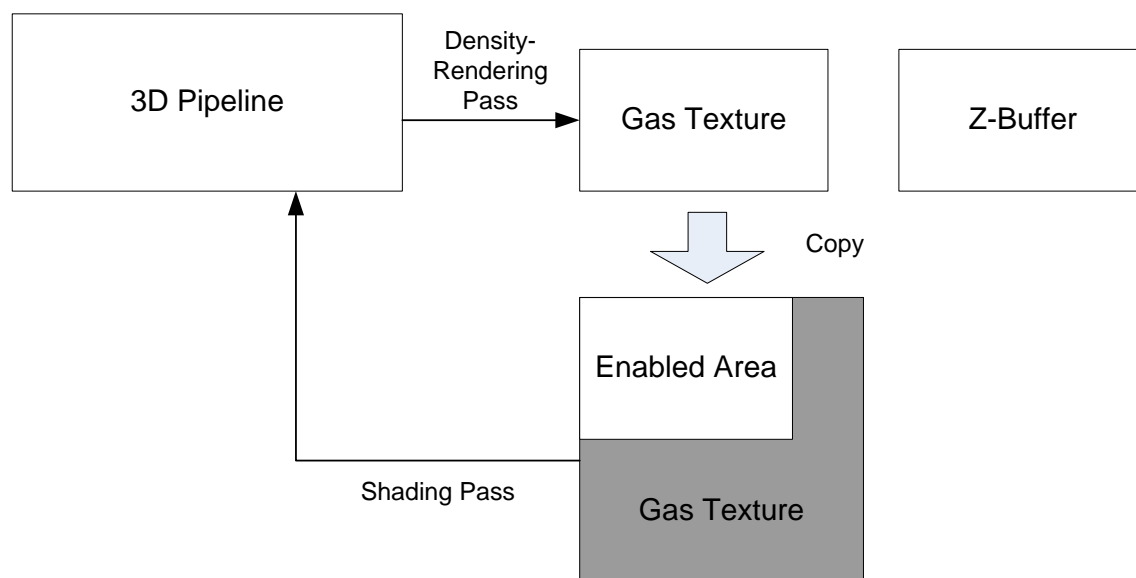 Density-
Rendering
Pass
3D Pipeline
Gas Texture
Z-Buffer
Copy
Enabled Area
Shading Pass
Gas Texture